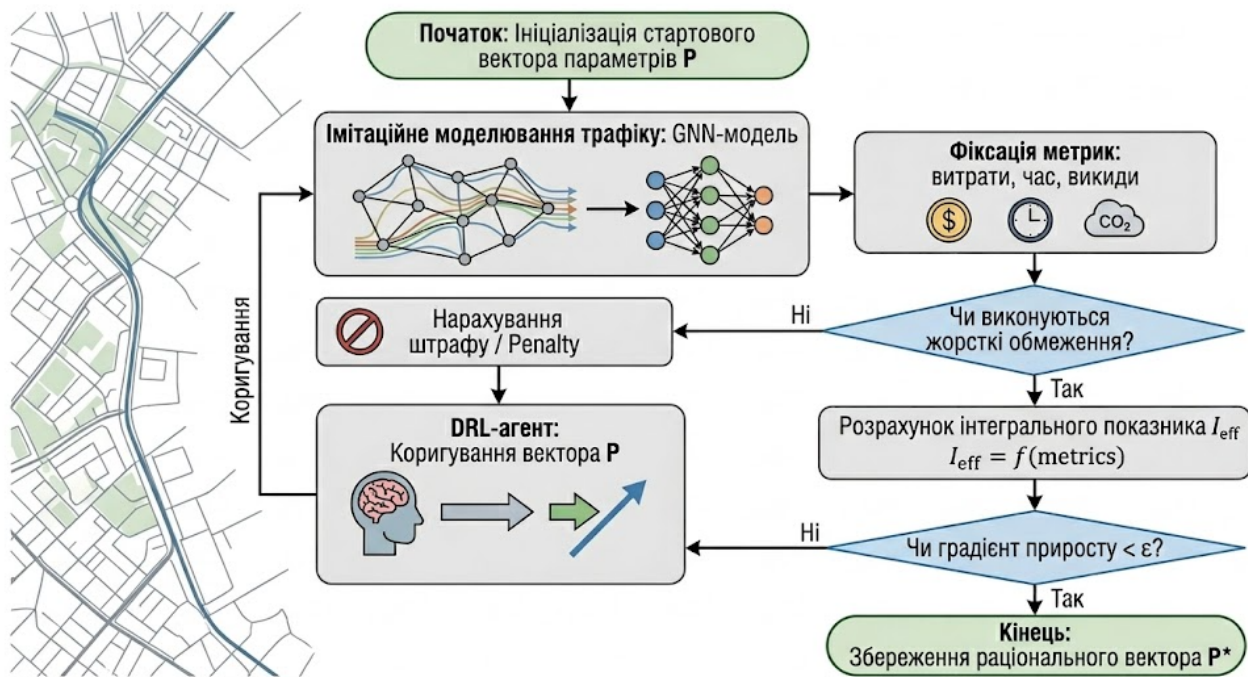 Початок: Ініціалізація стартового
вектора параметрів P
Імітаційне моделювання трафіку: GNN-модель
Фіксація метрик:
витрати, час, викиди
$
CO₂
Коригування
Нарахування
штрафу / Penalty
Ні
Чи виконуються
жорсткі обмеження?
Так
DRL-агент:
Коригування вектора P
Розрахунок інтегрального показника I_eff
I_eff = f(metrics)
Ні
Чи градієнт приросту < ε?
Так
Кінець:
Збереження раціонального вектора P*